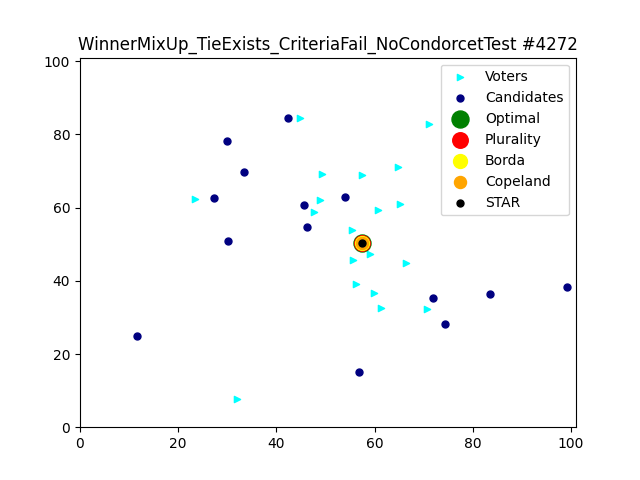 WinnerMixUp_TieExists_CriteriaFail_NoCondorcetTest #4272
Voters
Candidates
Optimal
Plurality
Borda
Copeland
STAR
100
80
60
40
20
0
0 20 40 60 80 100